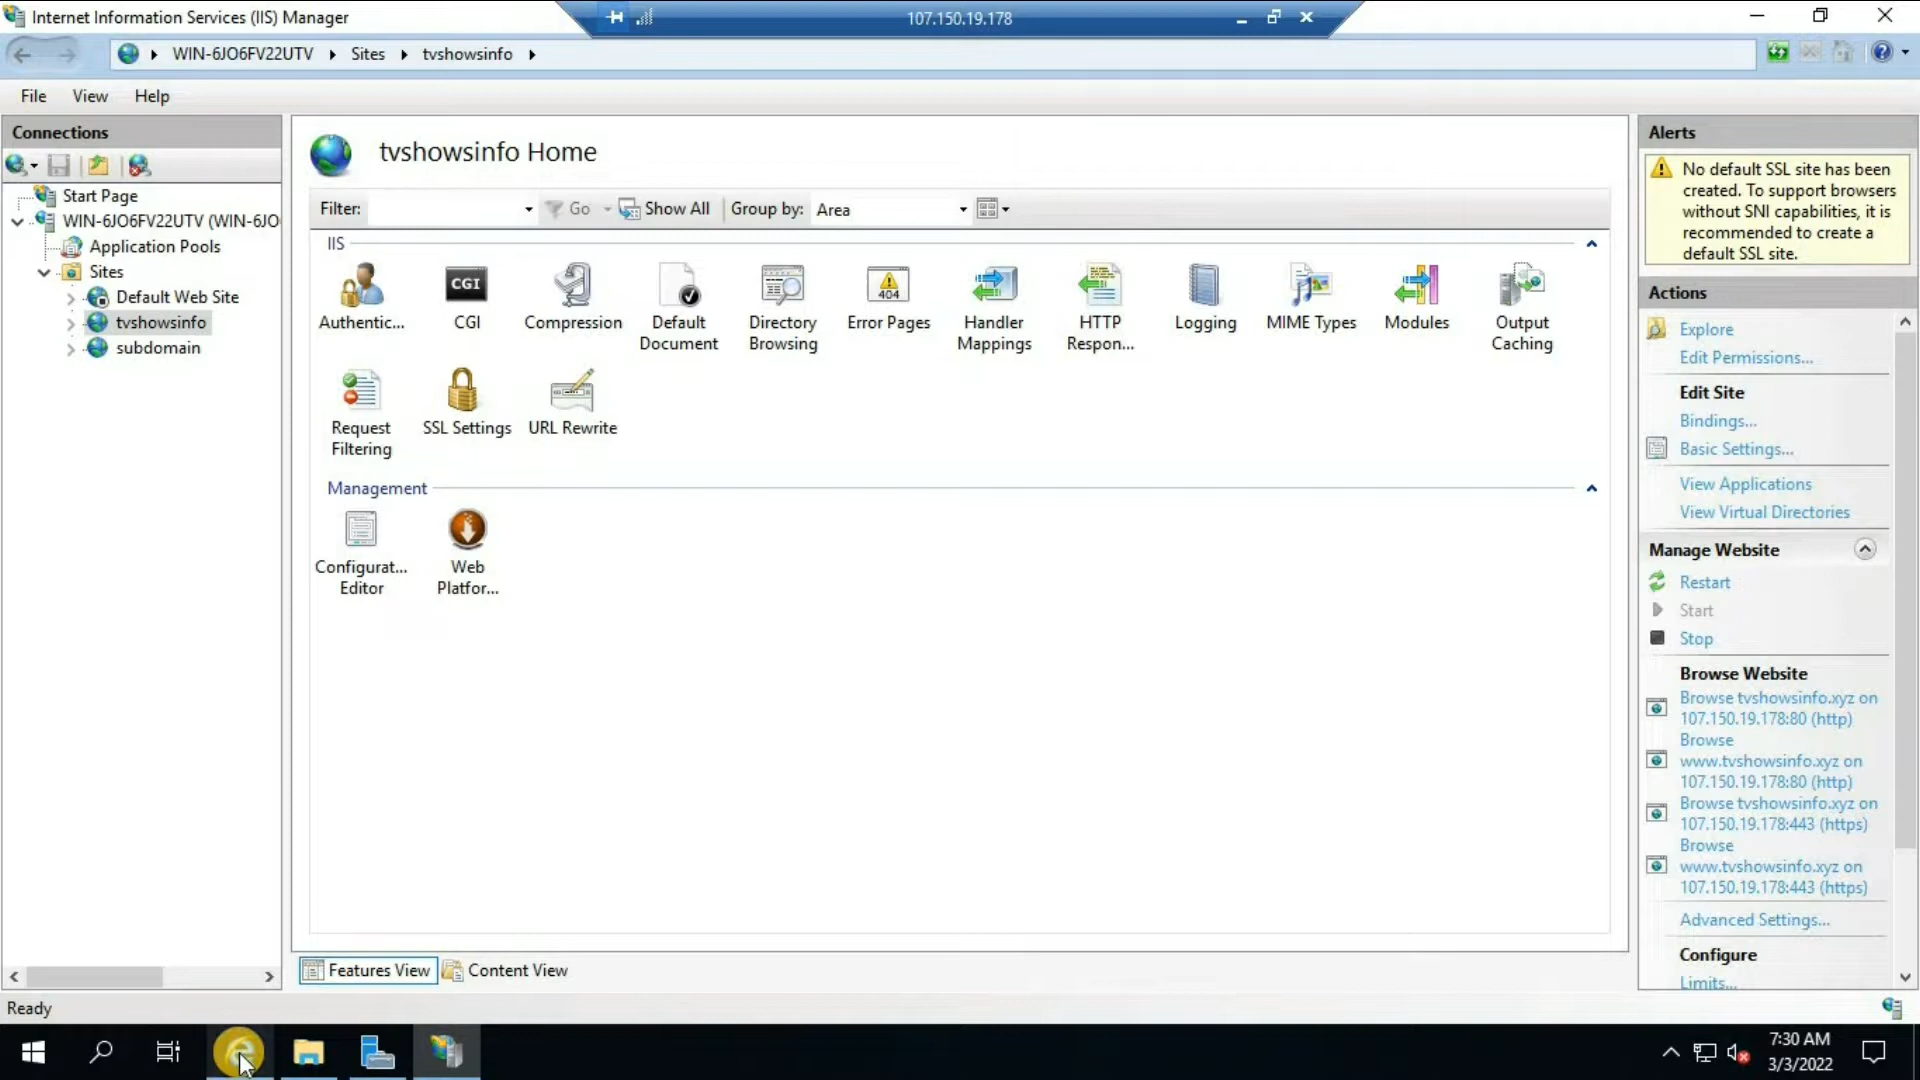 Internet Information Services (IIS) Manager
107.150.19.178
WIN-6JO6FV22UTV
Sites
tvshowsinfo
File
View
Help
Connections
Start Page
WIN-6JO6FV22UTV (WIN-6JO
Application Pools
Sites
Default Web Site
tvshowsinfo
subdomain
tvshowsinfo Home
Filter:
Go
Show All
Group by:
Area
IIS
Authentic...
CGI
CGI
Compression
Default
Document
Directory
Browsing
404
Error Pages
Handler
Mappings
HTTP
Respon...
Logging
MIME Types
Modules
Output
Caching
Request
Filtering
SSL Settings
URL Rewrite
Management
Configurat...
Editor
Web
Platfor...
Features View
Content View
Alerts
No default SSL site has been
created. To support browsers
without SNI capabilities, it is
recommended to create a
default SSL site.
Actions
Explore
Edit Permissions...
Edit Site
Bindings...
Basic Settings...
View Applications
View Virtual Directories
Manage Website
Restart
Start
Stop
Browse Website
Browse tvshowsinfo.xyz on
107.150.19.178:80 (http)
Browse
www.tvshowsinfo.xyz on
107.150.19.178:80 (http)
Browse tvshowsinfo.xyz on
107.150.19.178:443 (https)
Browse
www.tvshowsinfo.xyz on
107.150.19.178:443 (https)
Advanced Settings...
Configure
Limits...
Ready
7:30 AM
3/3/2022